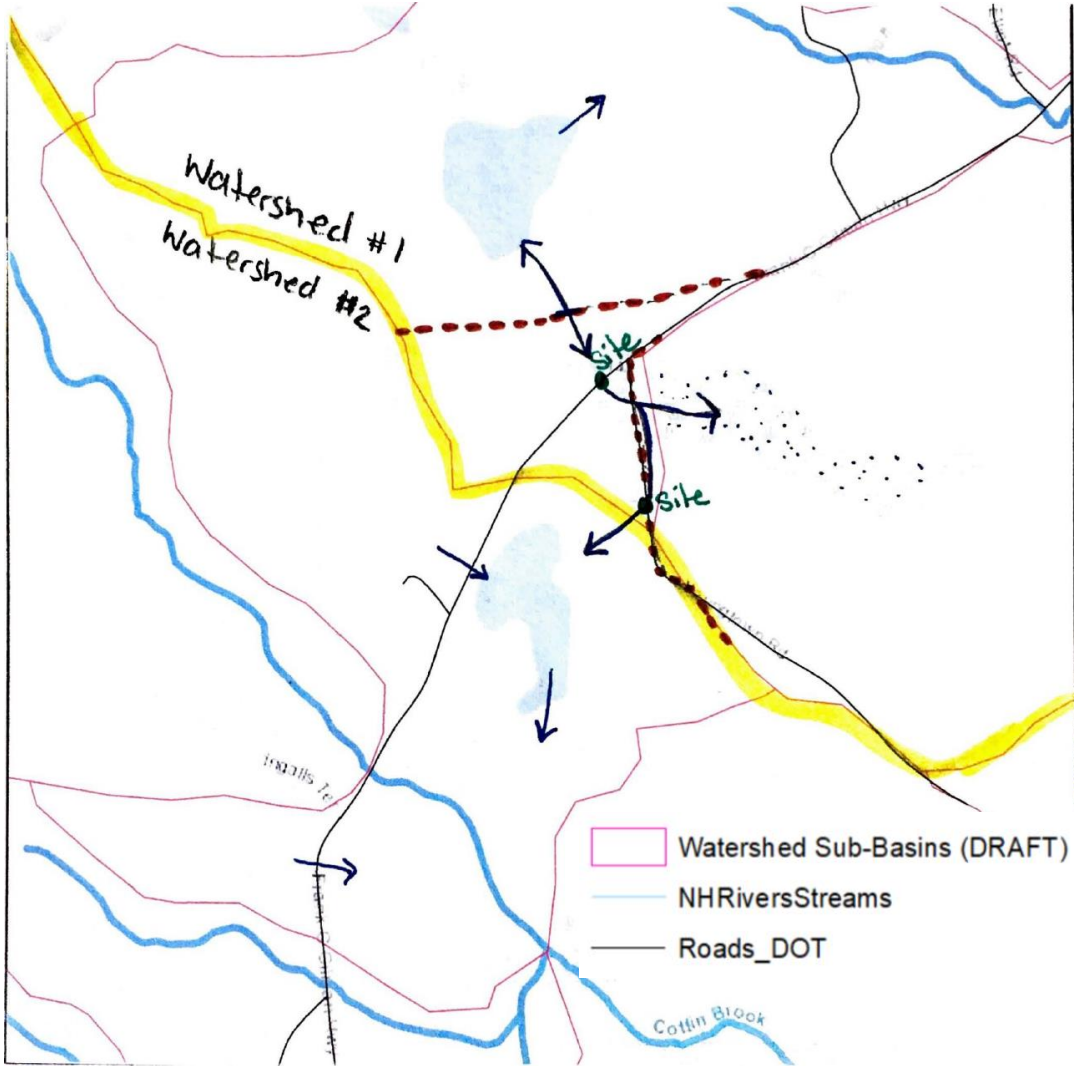 Watershed #1
Watershed #2
Site
Site
Ingalls Te
Watershed Sub-Basins (DRAFT)
NHRiversStreams
Roads_DOT
Coffin Brook